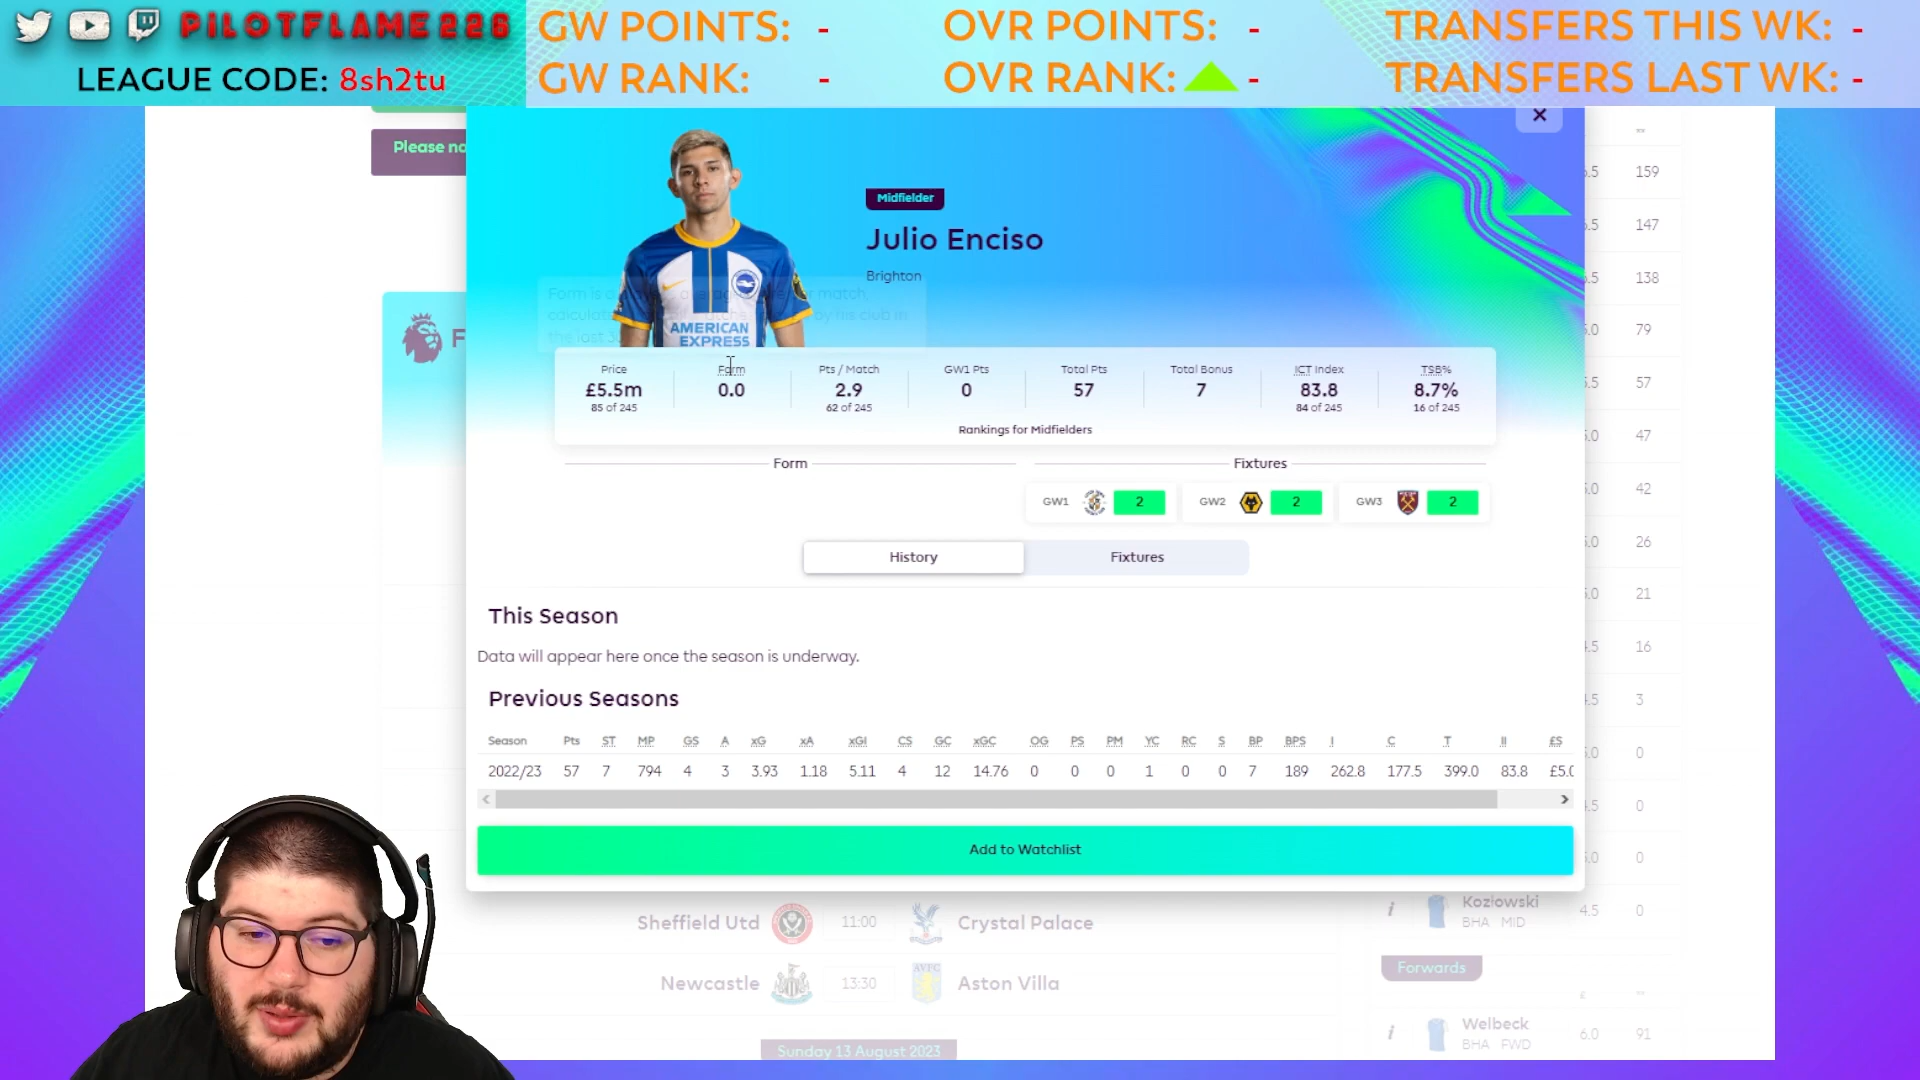 PILOTFLAME226
LEAGUE CODE: 8sh2tu
GW POINTS: -
GW RANK: -
OVR POINTS: -
OVR RANK: -
TRANSFERS THIS WK: -
TRANSFERS LAST WK: -
Please no
Midfielder
Julio Enciso
Brighton
AMERICAN
EXPRESS
Price Form Pts / Match GW1 Pts Total Pts Total Bonus ICT Index TSB%
£5.5m 0.0 2.9 0 57 7 83.8 8.7%
85 of 245 62 of 245 84 of 245 16 of 245
Rankings for Midfielders
Form Fixtures
GW1 2 GW2 2 GW3 2
History Fixtures
This Season
Data will appear here once the season is underway.
Previous Seasons
Season Pts ST MP GS A xG xA xGI CS GC xGC OG PS PM YC RC S BP BPS I C T II £S
2022/23 57 7 794 4 3 3.93 1.18 5.11 4 12 14.76 0 0 0 1 0 0 7 189 262.8 177.5 399.0 83.8 £5.0
Add to Watchlist
Sheffield Utd 11:00 Crystal Palace
Newcastle 13:30 Aston Villa
Sunday 13 August 2023
159
147
138
79
57
47
42
26
21
16
3
0
0
0
Kozlowski 4.5 0
BHA MID
Forwards
£
Welbeck 6.0 91
BHA FWD